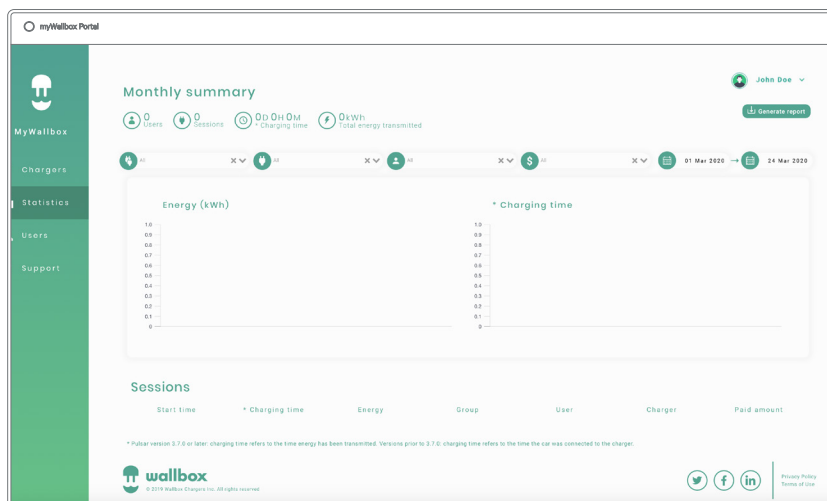 myWallbox Portal
MyWallbox
Chargers
Statistics
Users
Support
John Doe
Generate report
Monthly summary
0 Users
0 Sessions
0D 0H 0M * Charging time
0kWh Total energy transmitted
All
All
All
All
01 Mar 2020 → 24 Mar 2020
Energy (kWh)
1.0
0.9
0.8
0.7
0.6
0.5
0.4
0.3
0.2
0.1
0
* Charging time
1.0
0.9
0.8
0.7
0.6
0.5
0.4
0.3
0.2
0.1
0
Sessions
Start time * Charging time Energy Group User Charger Paid amount
* Pulsar version 3.7.6 or later: charging time refers to the time energy has been transmitted. Versions prior to 3.7.6: charging time refers to the time the car was connected to the charger.
wallbox
© 2019 Wallbox Chargers Inc. All rights reserved
Privacy Policy
Terms of Use